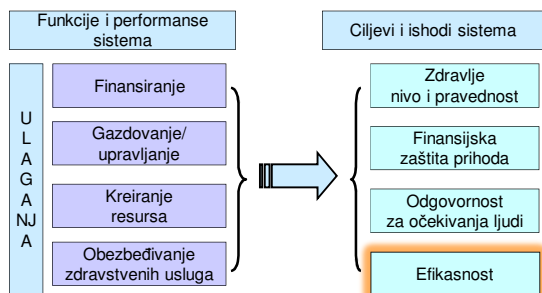 Funkcije i performanse
sistema
Ciljevi i ishodi sistema
U
L
A
G
A
NJ
A
Finansiranje
Gazdovanje/
upravljanje
Kreiranje
resursa
Obezbeđivanje
zdravstvenih usluga
Zdravlje
nivo i pravednost
Finansijska
zaštita prihoda
Odgovornost
za očekivanja ljudi
Efikasnost